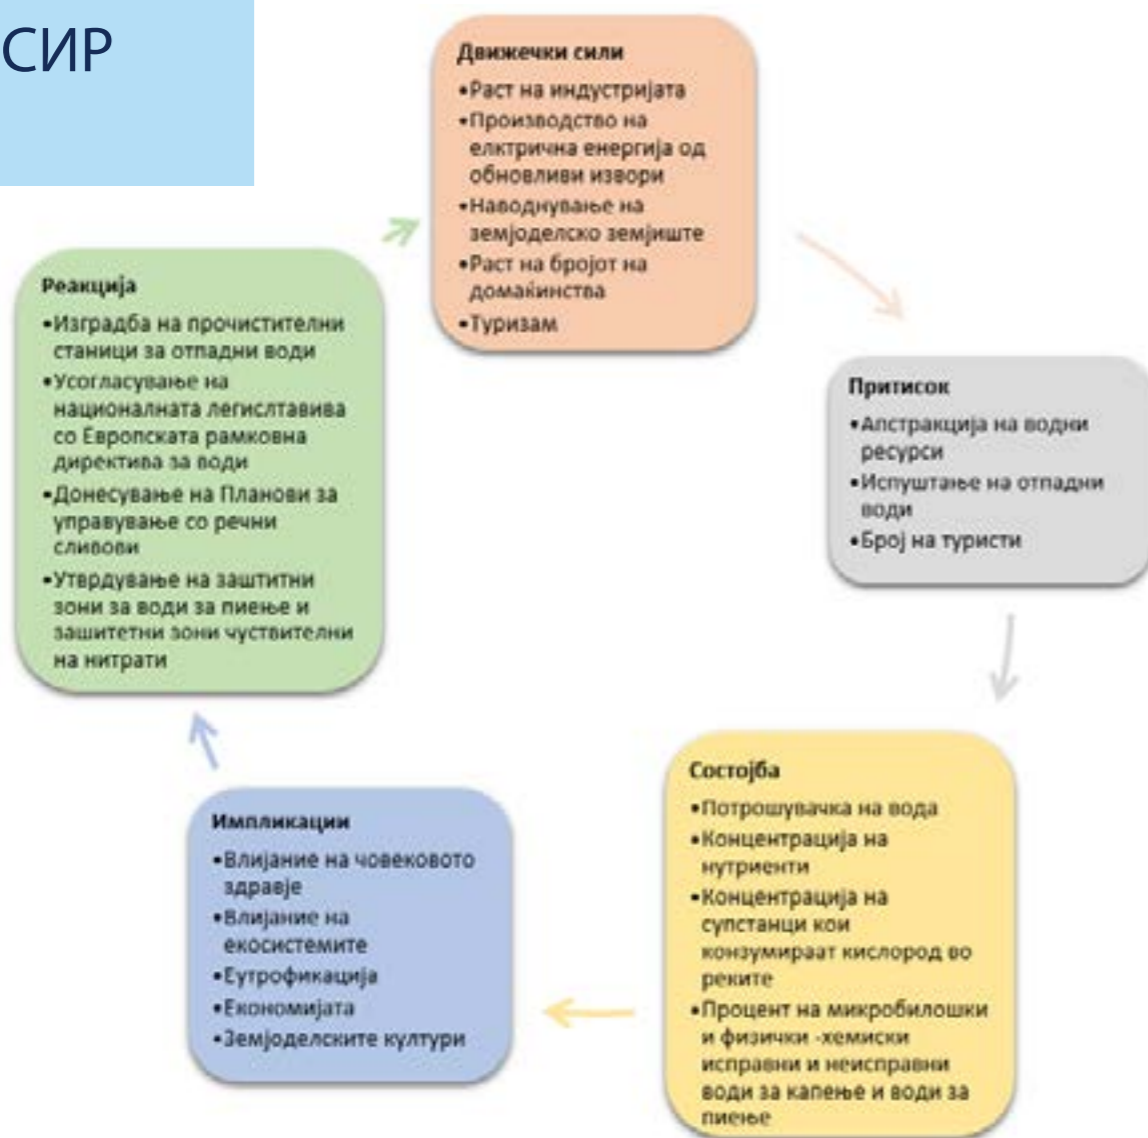 СИР
Движечки сили
•Раст на индустријата
•Производство на
елктрична енергија од
обновливи извори
•Наводнување на
земјоделско земјиште
•Раст на бројот на
домаќинства
•Туризам
Притисок
•Апстракција на водни
ресурси
•Испуштање на отпадни
води
•Број на туристи
Состојба
•Потрошувачка на вода
•Концентрација на
нутриенти
•Концентрација на
супстанци кои
конзумираат кислород во
реките
•Процент на микробилошки
и физички -хемиски
исправни и неисправни
води за капење и води за
пиење
Импликации
•Влијание на човековото
здравје
•Влијание на
екосистемите
•Еутрофикација
•Економијата
•Земјоделските култури
Реакција
•Изградба на прочистителни
станици за отпадни води
•Усогласување на
националната легислтавива
со Европската рамковна
директива за води
•Донесување на Планови за
управување со речни
сливови
•Утврдување на заштитни
зони за води за пиење и
зашитетни зони чуствителни
на нитрати